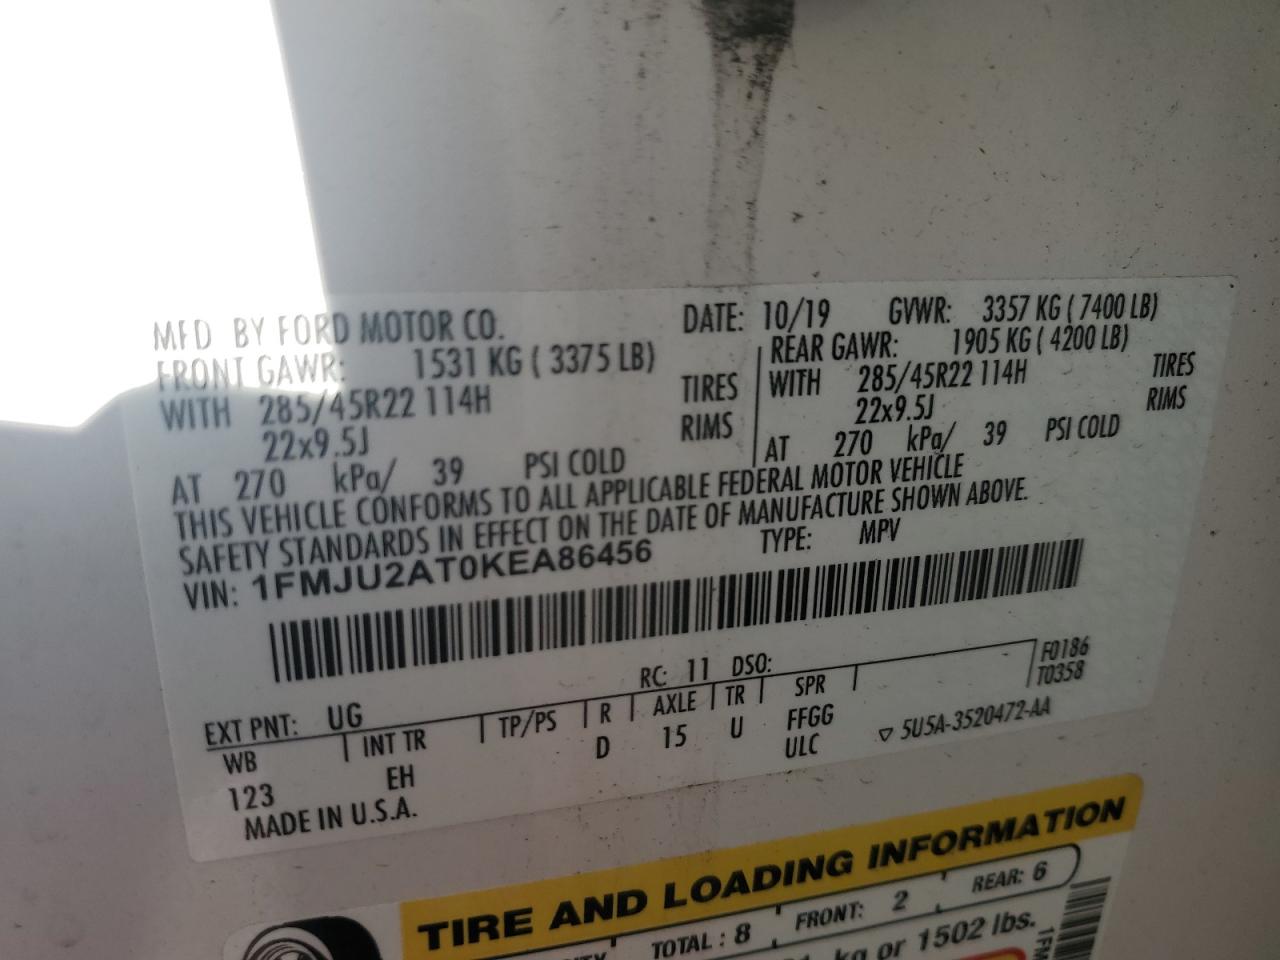 MFD BY FORD MOTOR CO. DATE: 10/19 GVWR: 3357 KG ( 7400 LB)
FRONT GAWR: 1531 KG ( 3375 LB) REAR GAWR: 1905 KG ( 4200 LB)
WITH 285/45R22 114H TIRES WITH 285/45R22 114H TIRES
22x9.5J RIMS 22x9.5J RIMS
AT 270 kPa/ 39 PSI COLD AT 270 kPa/ 39 PSI COLD
THIS VEHICLE CONFORMS TO ALL APPLICABLE FEDERAL MOTOR VEHICLE
SAFETY STANDARDS IN EFFECT ON THE DATE OF MANUFACTURE SHOWN ABOVE.
VIN: 1FMJU2AT0KEA86456 TYPE: MPV
RC: 11 DSO: F0186
EXT PNT: UG T0358
WB INT TR TP/PS R AXLE TR SPR
123 EH D 15 U FFGG
ULC ▽ 5U5A-3520472-AA
MADE IN U.S.A.
TIRE AND LOADING INFORMATION
TOTAL : 8 FRONT: 2 REAR: 6
kg or 1502 lbs.
1FM